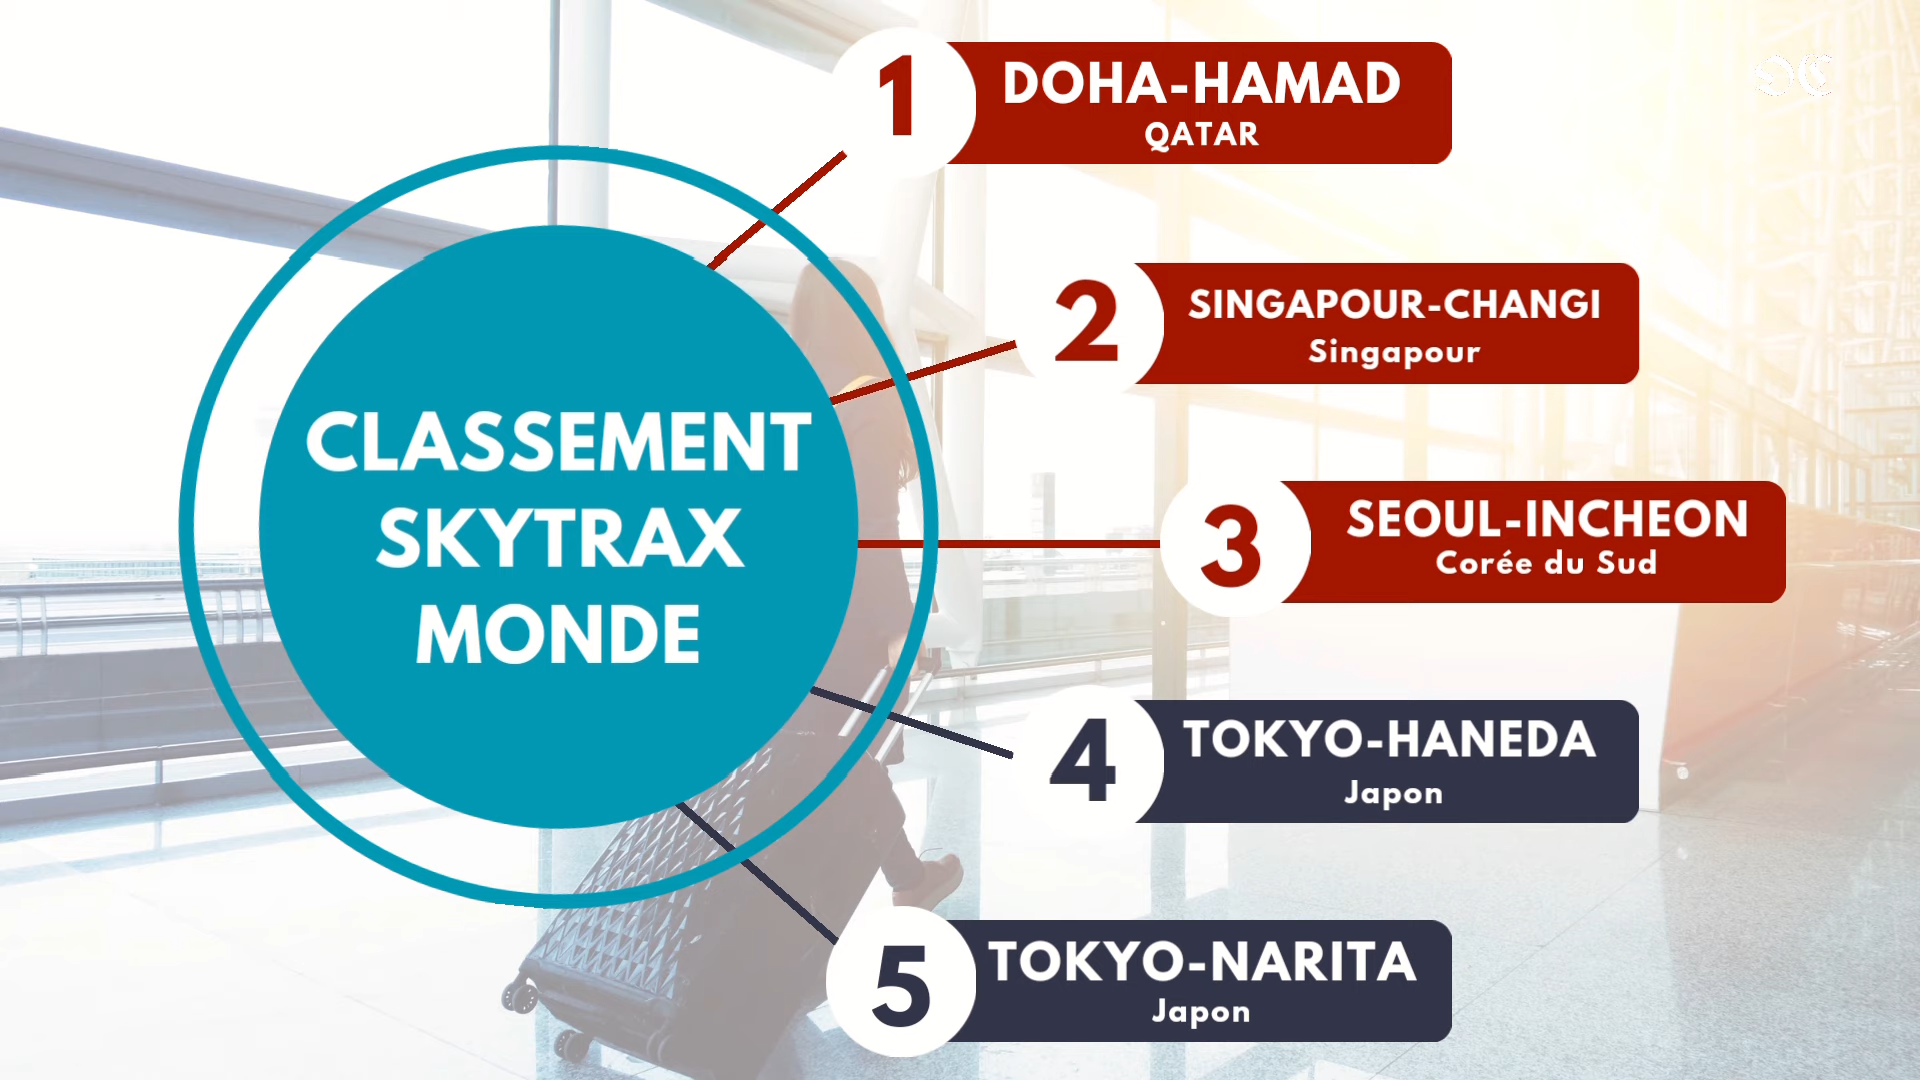 CLASSEMENT
SKYTRAX
MONDE
1
DOHA-HAMAD
QATAR
2
SINGAPOUR-CHANGI
Singapour
3
SEOUL-INCHEON
Corée du Sud
4
TOKYO-HANEDA
Japon
5
TOKYO-NARITA
Japon